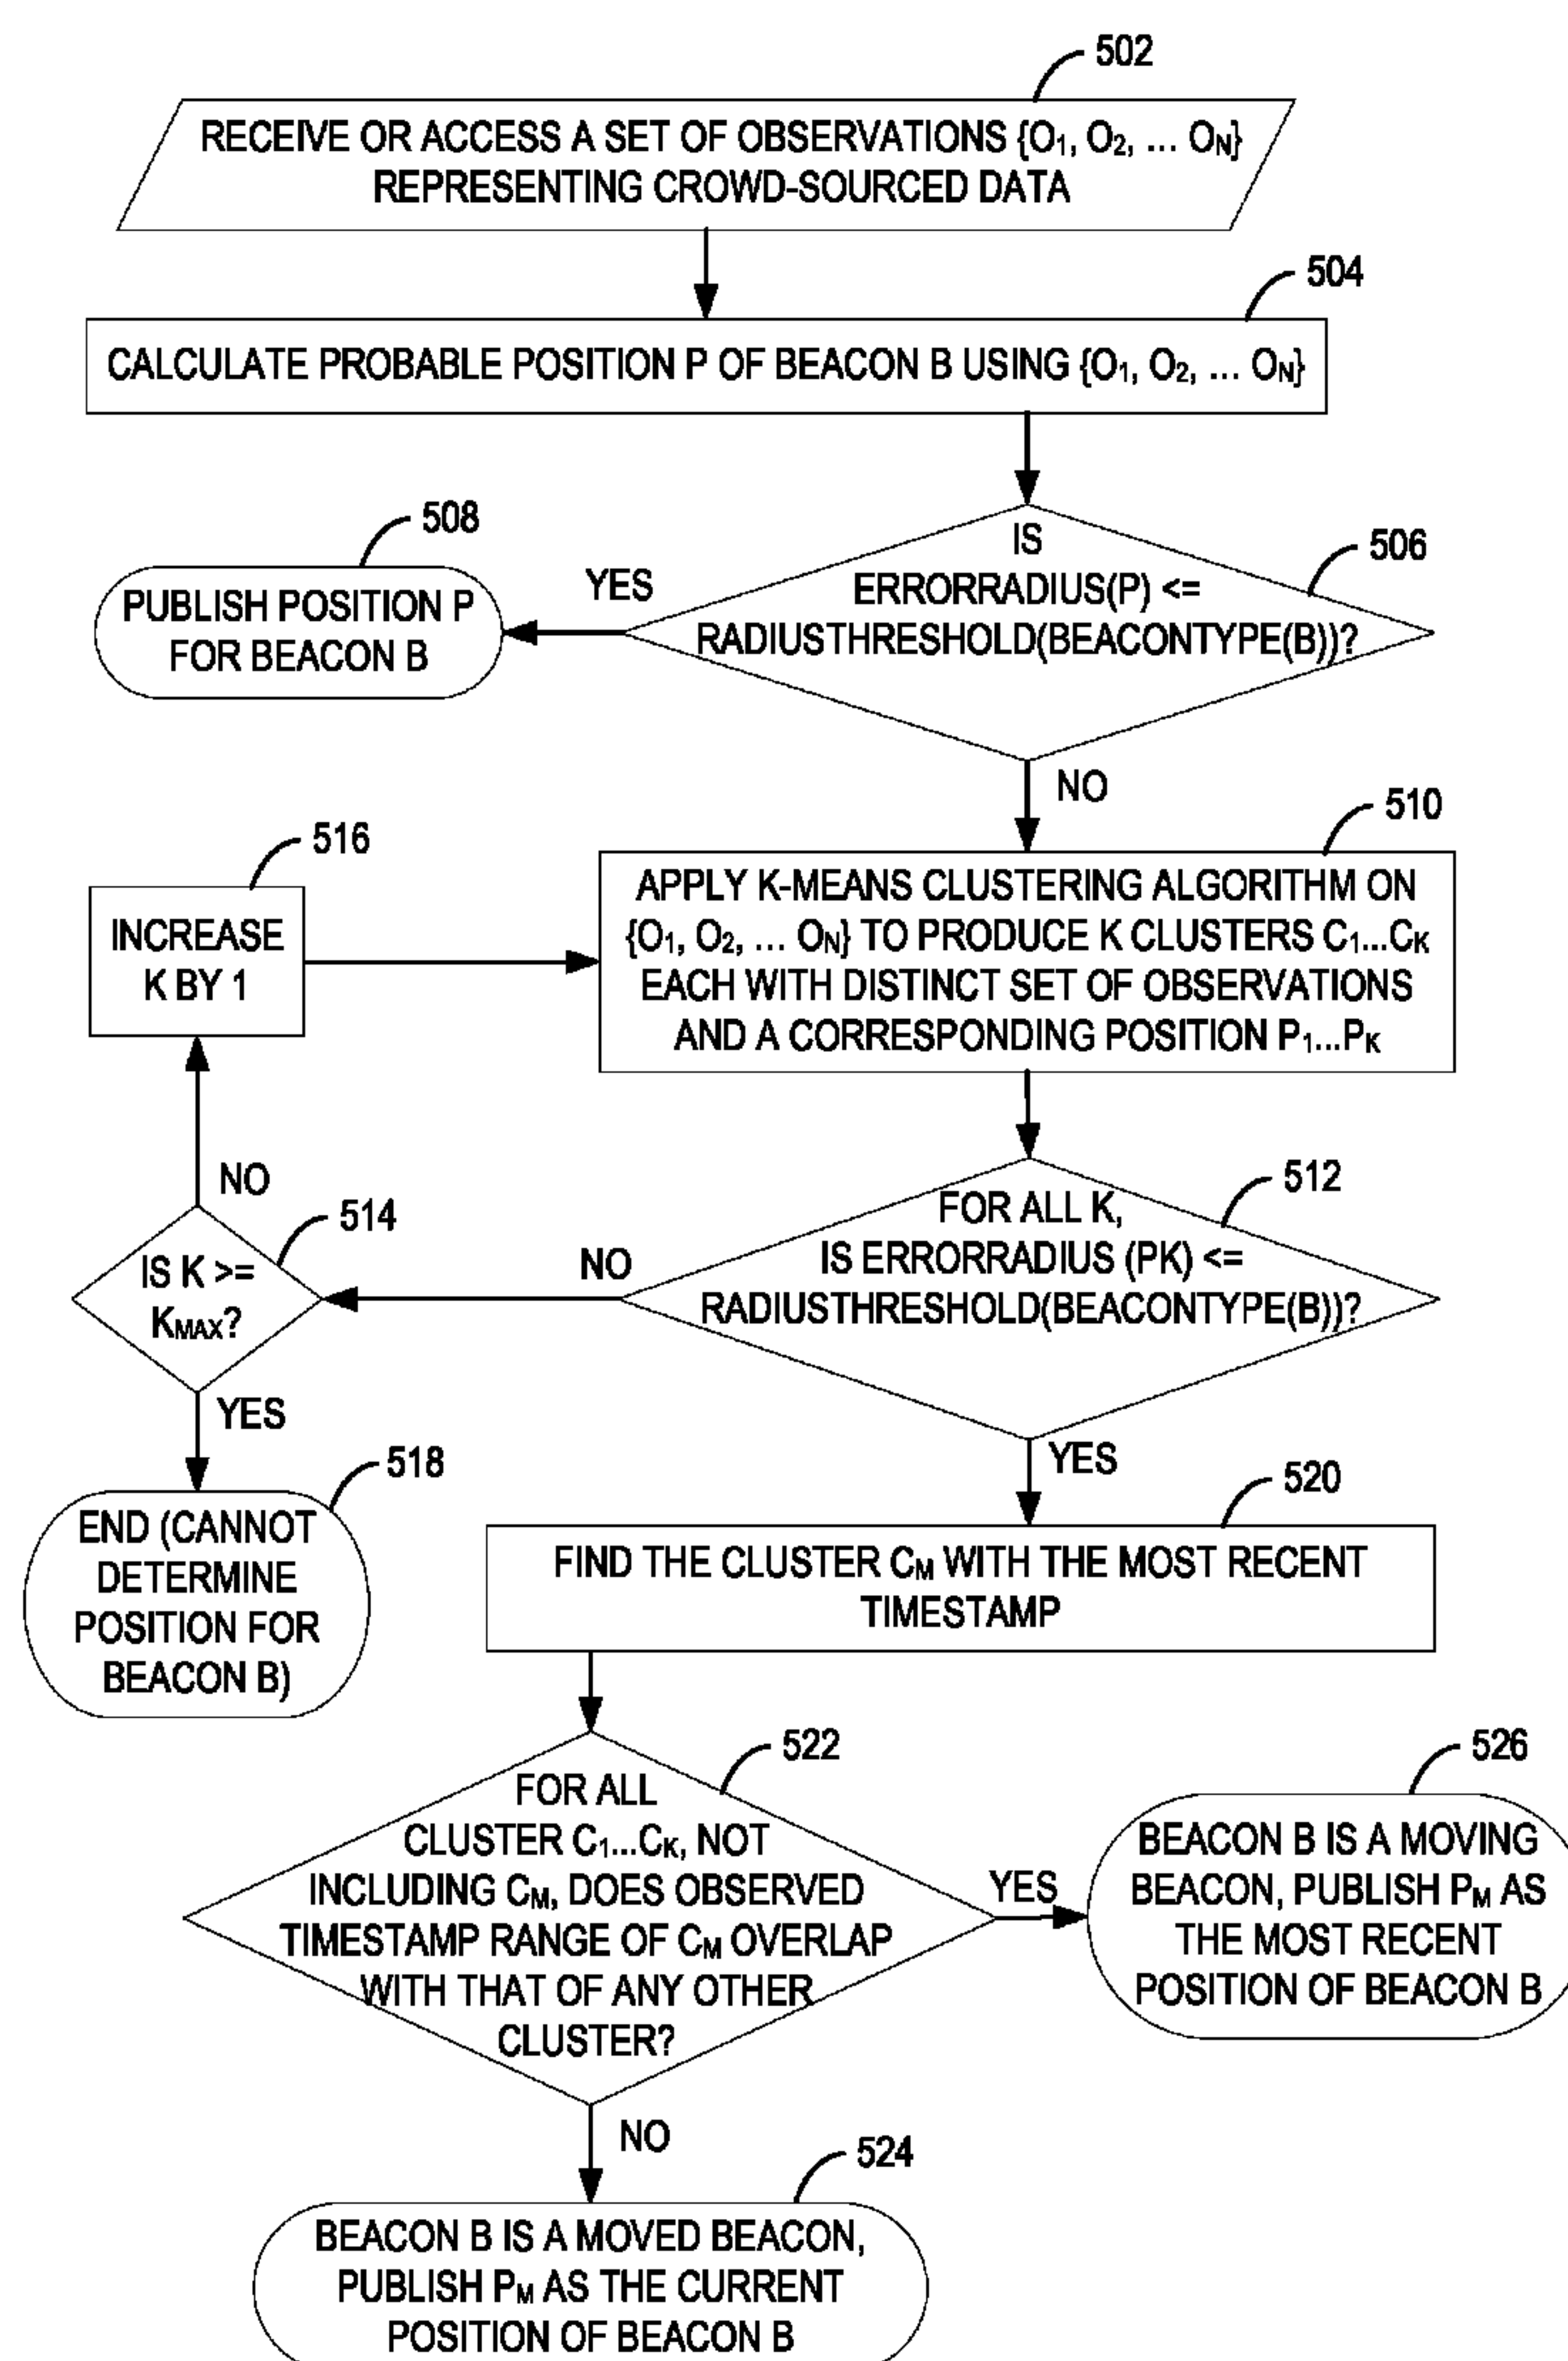 502
RECEIVE OR ACCESS A SET OF OBSERVATIONS {O₁, O₂, ... Oₙ}
REPRESENTING CROWD-SOURCED DATA
504
CALCULATE PROBABLE POSITION P OF BEACON B USING {O₁, O₂, ... Oₙ}
506
IS
ERRORRADIUS(P) <=
RADIUSTHRESHOLD(BEACONTYPE(B))?
YES
508
PUBLISH POSITION P
FOR BEACON B
NO
510
APPLY K-MEANS CLUSTERING ALGORITHM ON
{O₁, O₂, ... Oₙ} TO PRODUCE K CLUSTERS C₁...Cₖ
EACH WITH DISTINCT SET OF OBSERVATIONS
AND A CORRESPONDING POSITION P₁...Pₖ
516
INCREASE
K BY 1
512
FOR ALL K,
IS ERRORRADIUS (PK) <=
RADIUSTHRESHOLD(BEACONTYPE(B))?
NO
514
IS K >=
KMAX?
NO
YES
518
END (CANNOT
DETERMINE
POSITION FOR
BEACON B)
YES
520
FIND THE CLUSTER CM WITH THE MOST RECENT
TIMESTAMP
522
FOR ALL
CLUSTER C₁...Cₖ, NOT
INCLUDING CM, DOES OBSERVED
TIMESTAMP RANGE OF CM OVERLAP
WITH THAT OF ANY OTHER
CLUSTER?
YES
526
BEACON B IS A MOVING
BEACON, PUBLISH PM AS
THE MOST RECENT
POSITION OF BEACON B
NO
524
BEACON B IS A MOVED BEACON,
PUBLISH PM AS THE CURRENT
POSITION OF BEACON B